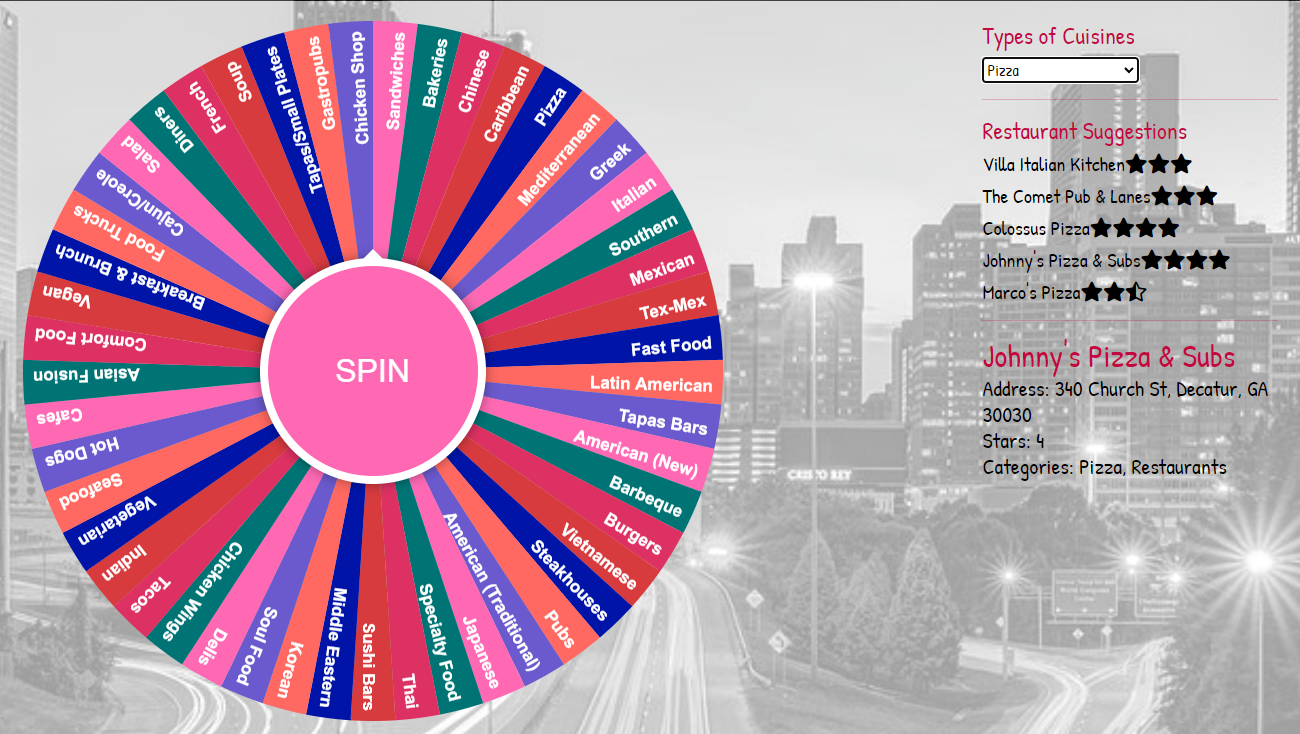 Sandwiches
Bakeries
Chinese
Caribbean
Pizza
Mediterranean
Greek
Italian
Southern
Mexican
Tex-Mex
Fast Food
Latin American
Tapas Bars
American (New)
Barbeque
Burgers
Vietnamese
Steakhouses
Pubs
American (Traditional)
Japanese
Specialty Food
Thai
Sushi Bars
Middle Eastern
Korean
Soul Food
Delis
Chicken Wings
Tacos
Indian
Vegetarian
Seafood
Hot Dogs
Cafes
Asian Fusion
Comfort Food
Vegan
Breakfast & Brunch
Food Trucks
Cajun/Creole
Salad
Diners
French
Soup
Tapas/Small Plates
Gastropubs
Chicken Shop
SPIN
CRISTO REY
Types of Cuisines
Pizza
Restaurant Suggestions
Villa Italian Kitchen
The Comet Pub & Lanes
Colossus Pizza
Johnny's Pizza & Subs
Marco's Pizza
Johnny's Pizza & Subs
Address: 340 Church St, Decatur, GA
30030
Stars: 4
Categories: Pizza, Restaurants